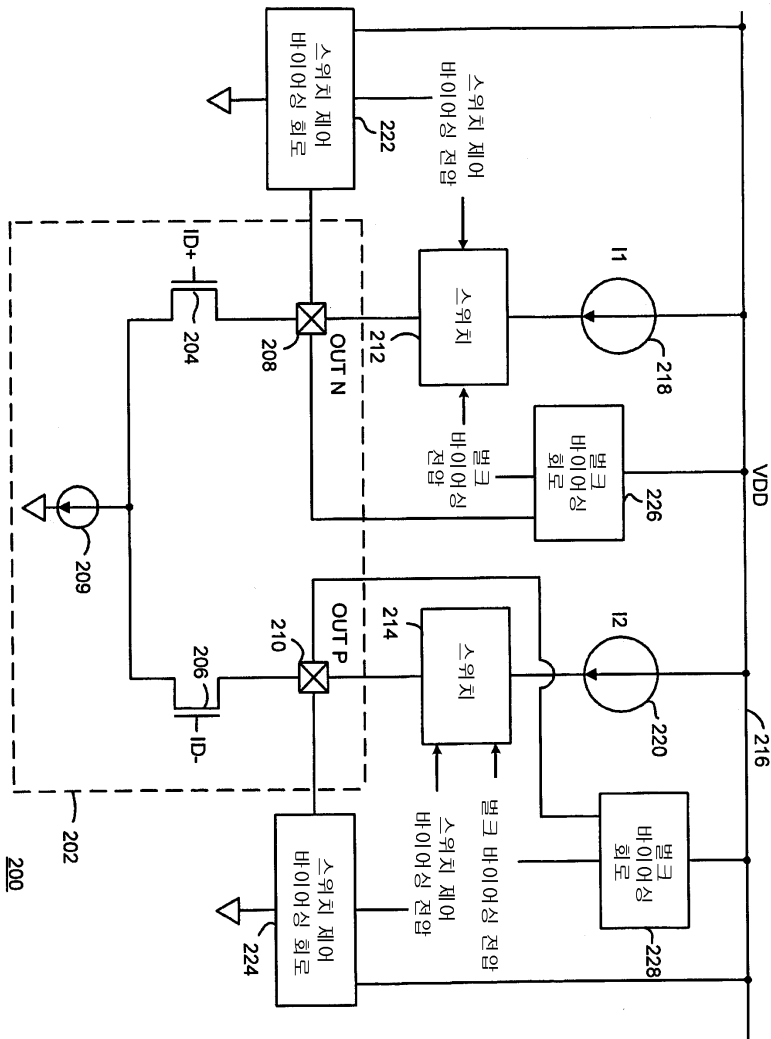 VDD
216
I1
218
I2
220
벌크
바이어싱
회로
226
벌크
바이어싱
회로
228
스위치 제어
바이어싱 전압
스위치
212
벌크
바이어싱
전압
214
스위치
벌크 바이어싱 전압
스위치 제어
바이어싱 전압
스위치 제어
바이어싱 회로
222
OUT N
208
OUT P
210
스위치 제어
바이어싱 회로
224
ID+
204
206
ID-
209
202
200